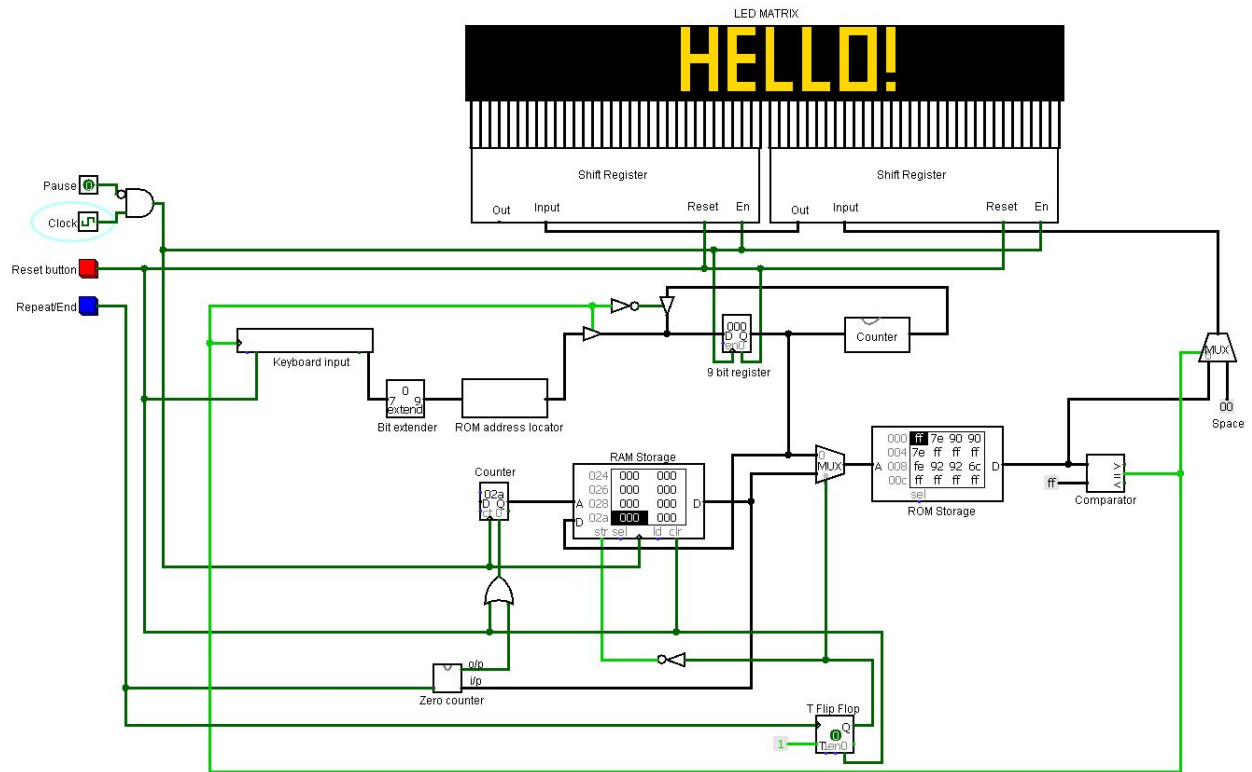 LED MATRIX
HELLO!
Shift Register
Shift Register
Out Input Reset En
Out Input Reset En
Pause 0
Clock
Reset button
Repeat/End
Keyboard input
0
7 9
extend
Bit extender
ROM address locator
000
D Q
en0
9 bit register
Counter
MUX
0
00
Space
Counter
02a
D Q
ct 0
RAM Storage
024 000 000
026 000 000
028 000 000
02a 000 000
A
D
D
str sel ld clr
0
MUX
000 ff 7e 90 90
004 7e ff ff ff
008 fe 92 92 6c
00c ff ff ff ff
A
D
sel
ROM Storage
ff
Comparator
o/p
i/p
Zero counter
T Flip Flop
Q
0
T en0
1